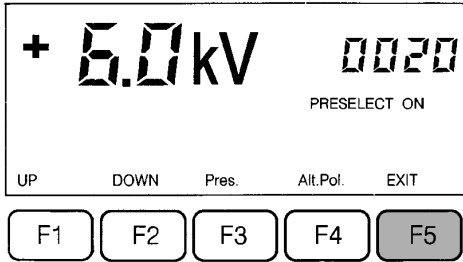 + 6.0 kV 0020
PRESELECT ON
UP DOWN Pres. Alt.Pol. EXIT
F1 F2 F3 F4 F5